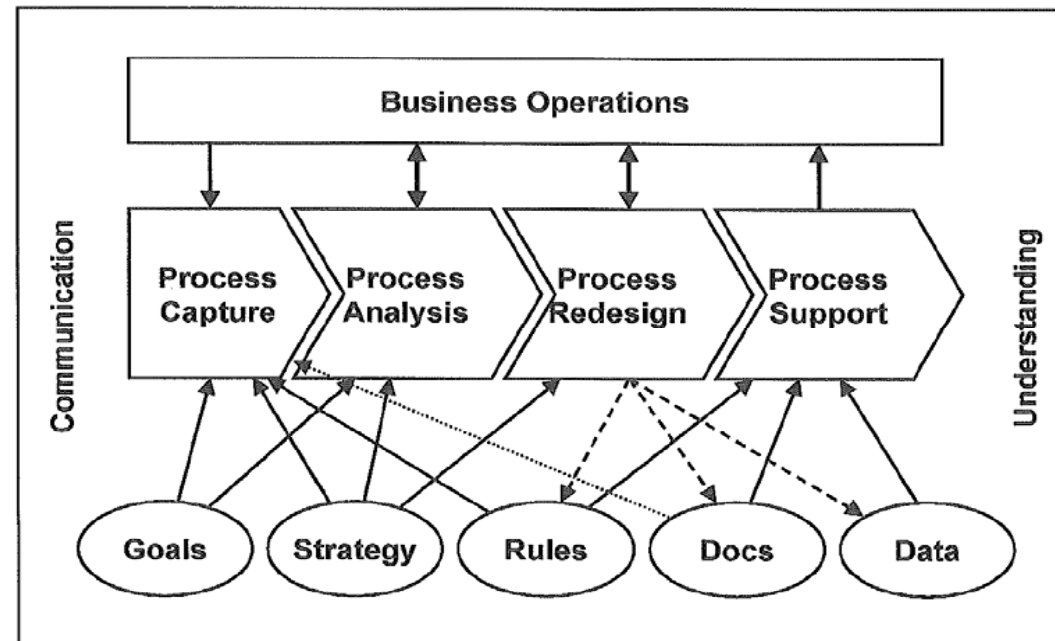 Business Operations
Communication
Process
Capture
Process
Analysis
Process
Redesign
Process
Support
Understanding
Goals
Strategy
Rules
Docs
Data